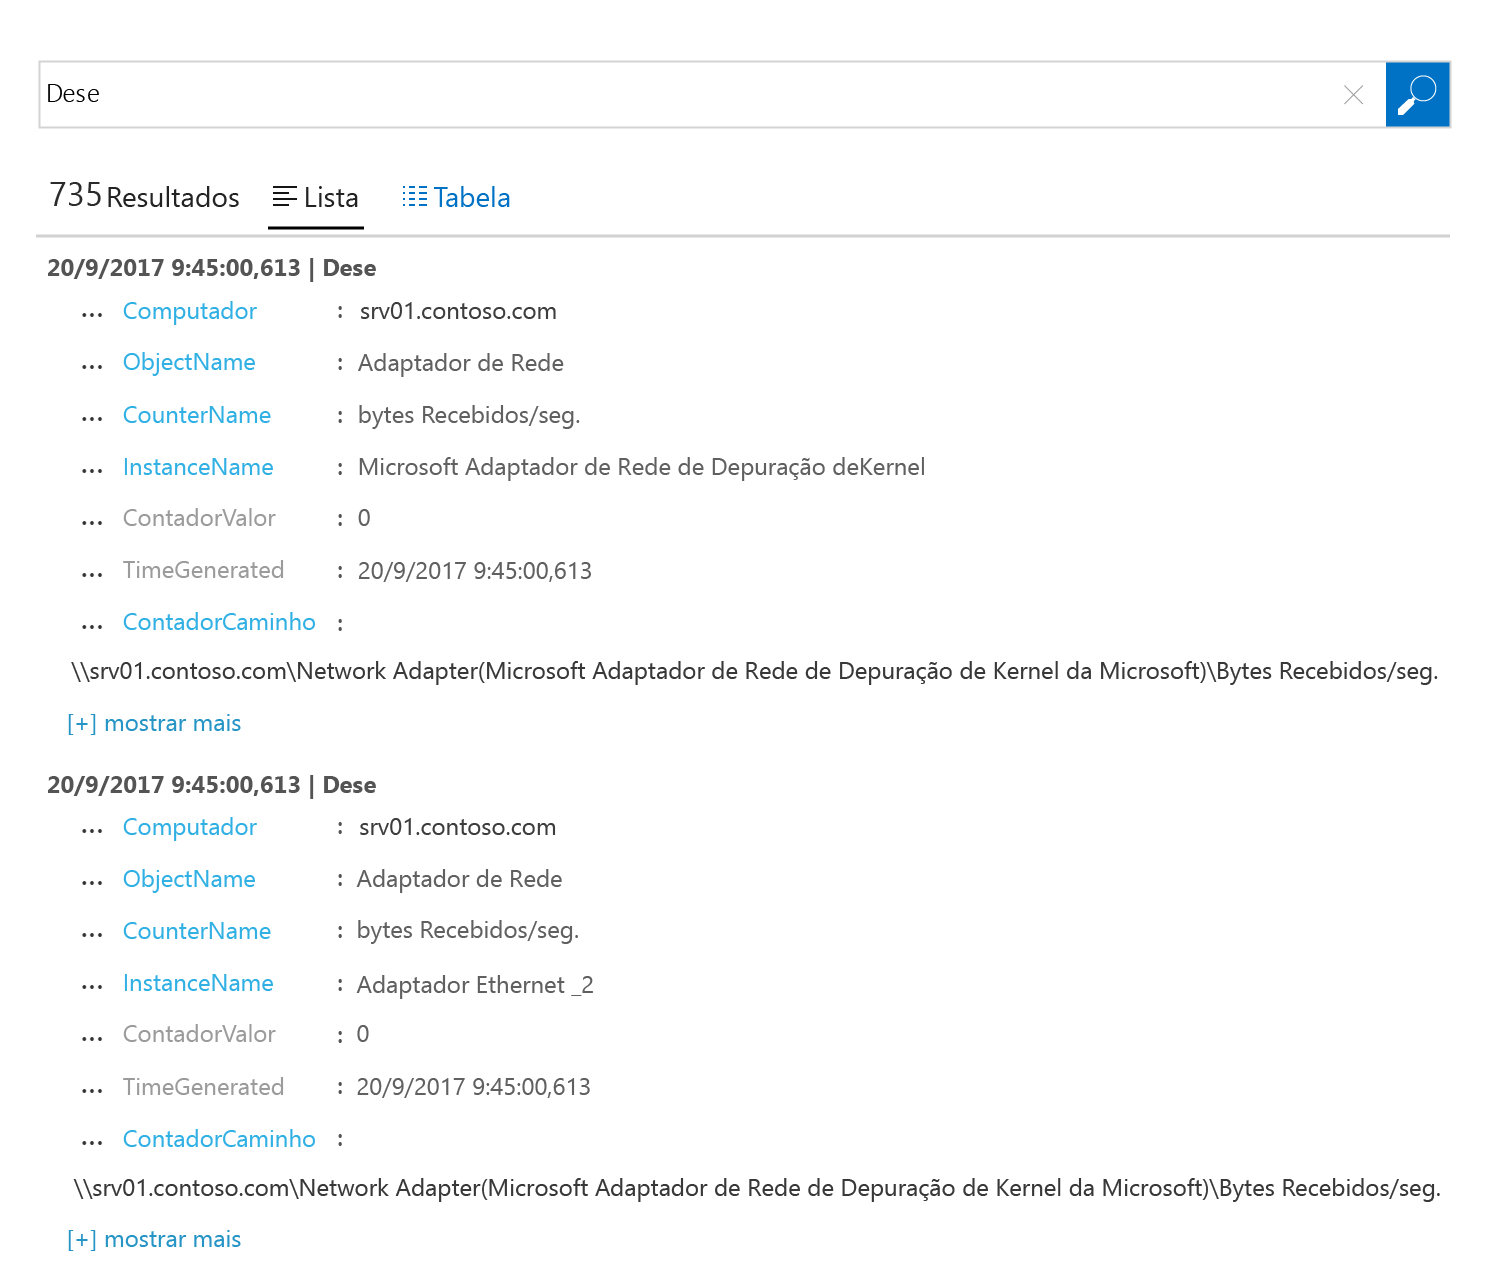 Dese
735 Resultados Lista Tabela
20/9/2017 9:45:00,613 | Dese
... Computador : srv01.contoso.com
... ObjectName : Adaptador de Rede
... CounterName : bytes Recebidos/seg.
... InstanceName : Microsoft Adaptador de Rede de Depuração deKernel
... ContadorValor : 0
... TimeGenerated : 20/9/2017 9:45:00,613
... ContadorCaminho :
\\srv01.contoso.com\Network Adapter(Microsoft Adaptador de Rede de Depuração de Kernel da Microsoft)\Bytes Recebidos/seg.
[+] mostrar mais
20/9/2017 9:45:00,613 | Dese
... Computador : srv01.contoso.com
... ObjectName : Adaptador de Rede
... CounterName : bytes Recebidos/seg.
... InstanceName : Adaptador Ethernet _2
... ContadorValor : 0
... TimeGenerated : 20/9/2017 9:45:00,613
... ContadorCaminho :
\\srv01.contoso.com\Network Adapter(Microsoft Adaptador de Rede de Depuração de Kernel da Microsoft)\Bytes Recebidos/seg.
[+] mostrar mais